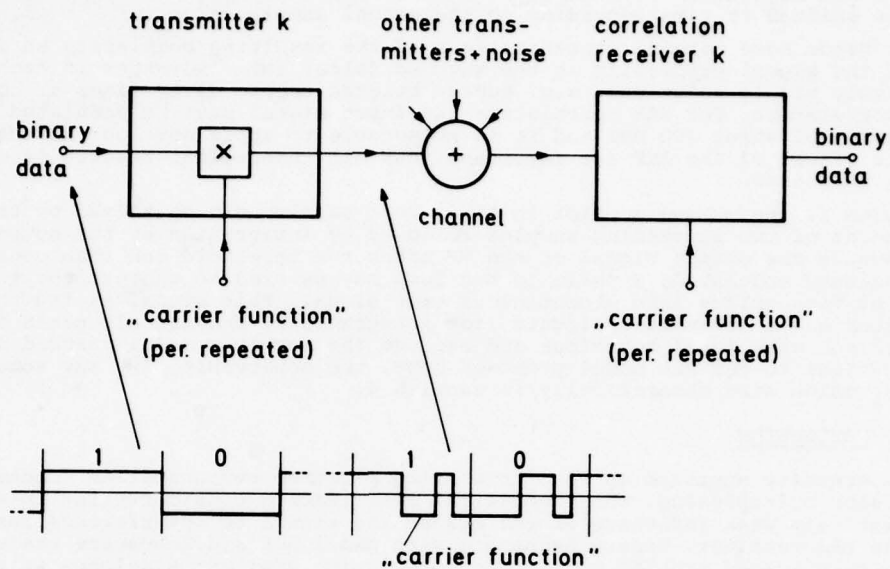 transmitter k
other trans-
mitters+noise
correlation
receiver k
binary
data
×
+
channel
binary
data
„carrier function"
(per. repeated)
„carrier function"
(per. repeated)
1 0
1 0
„carrier function"